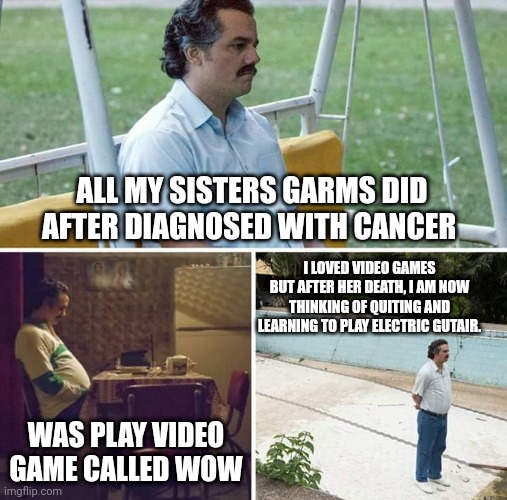 ALL MY SISTERS GARMS DID
AFTER DIAGNOSED WITH CANCER
I LOVED VIDEO GAMES
BUT AFTER HER DEATH, I AM NOW
THINKING OF QUITING AND
LEARNING TO PLAY ELECTRIC GUTAIR.
WAS PLAY VIDEO
GAME CALLED WOW
imgflip.com